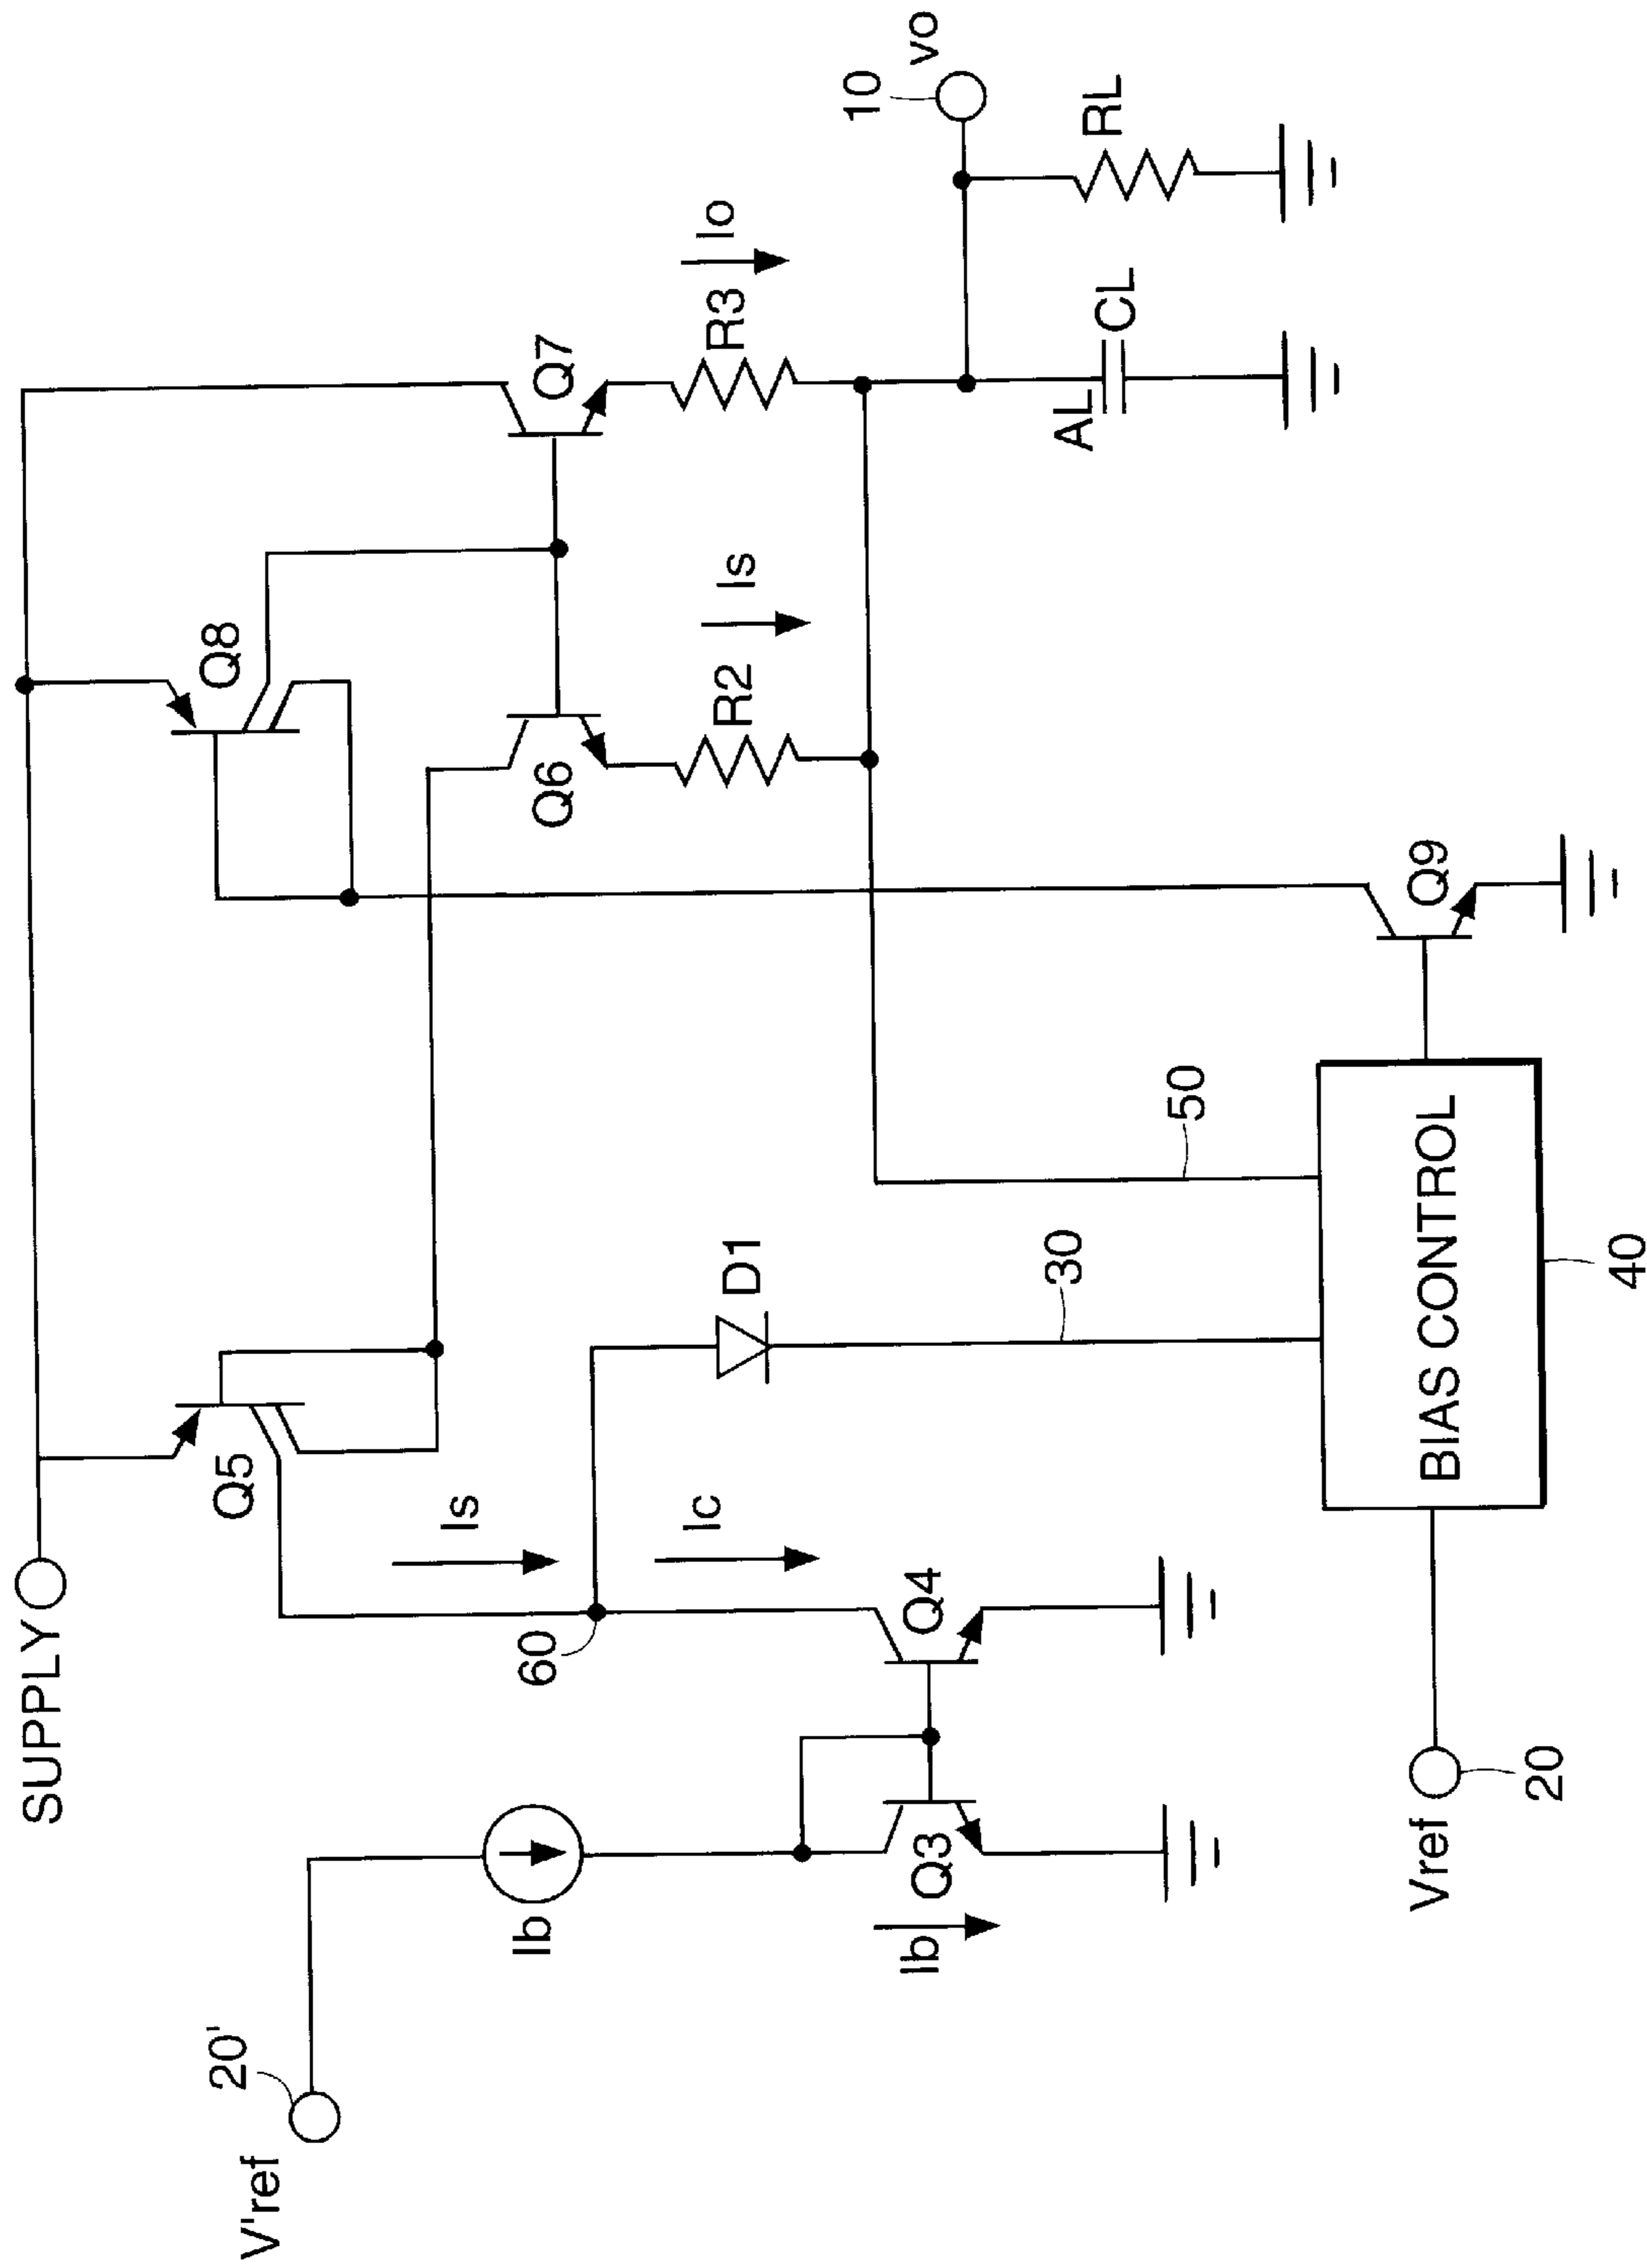 SUPPLY
Q5
Q8
Q7
Q6
R2
R3
Is
Io
10
vo
RL
AL
CL
V'ref
20'
Ib
Ib
Q3
Q4
Is
Ic
60
D1
30
50
Vref
20
BIAS CONTROL
40
Q9